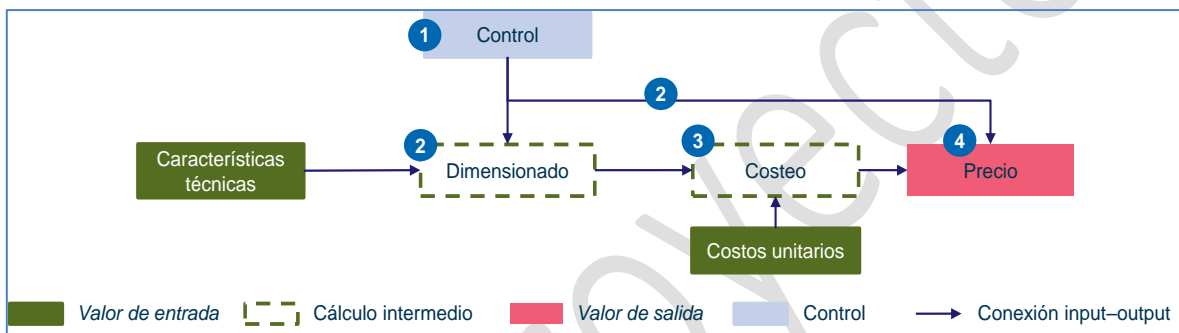 1
Control
2
Características
técnicas
2
Dimensionado
3
Costeo
4
Precio
Costos unitarios
Valor de entrada
Cálculo intermedio
Valor de salida
Control
Conexión input–output